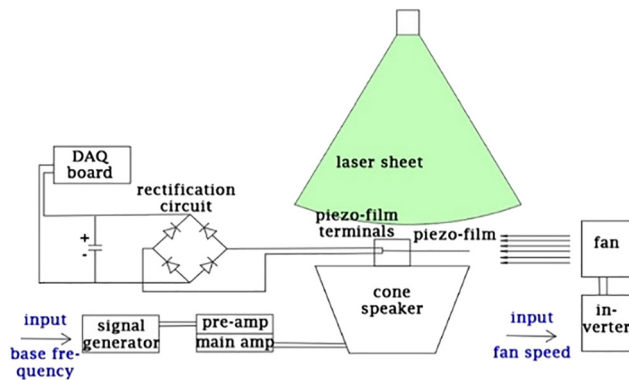 laser sheet
DAQ
board
rectification
circuit
+
-
piezo-film
terminals
piezo-film
fan
cone
speaker
in-
verter
input
base fre-
quency
signal
generator
pre-amp
main amp
input
fan speed